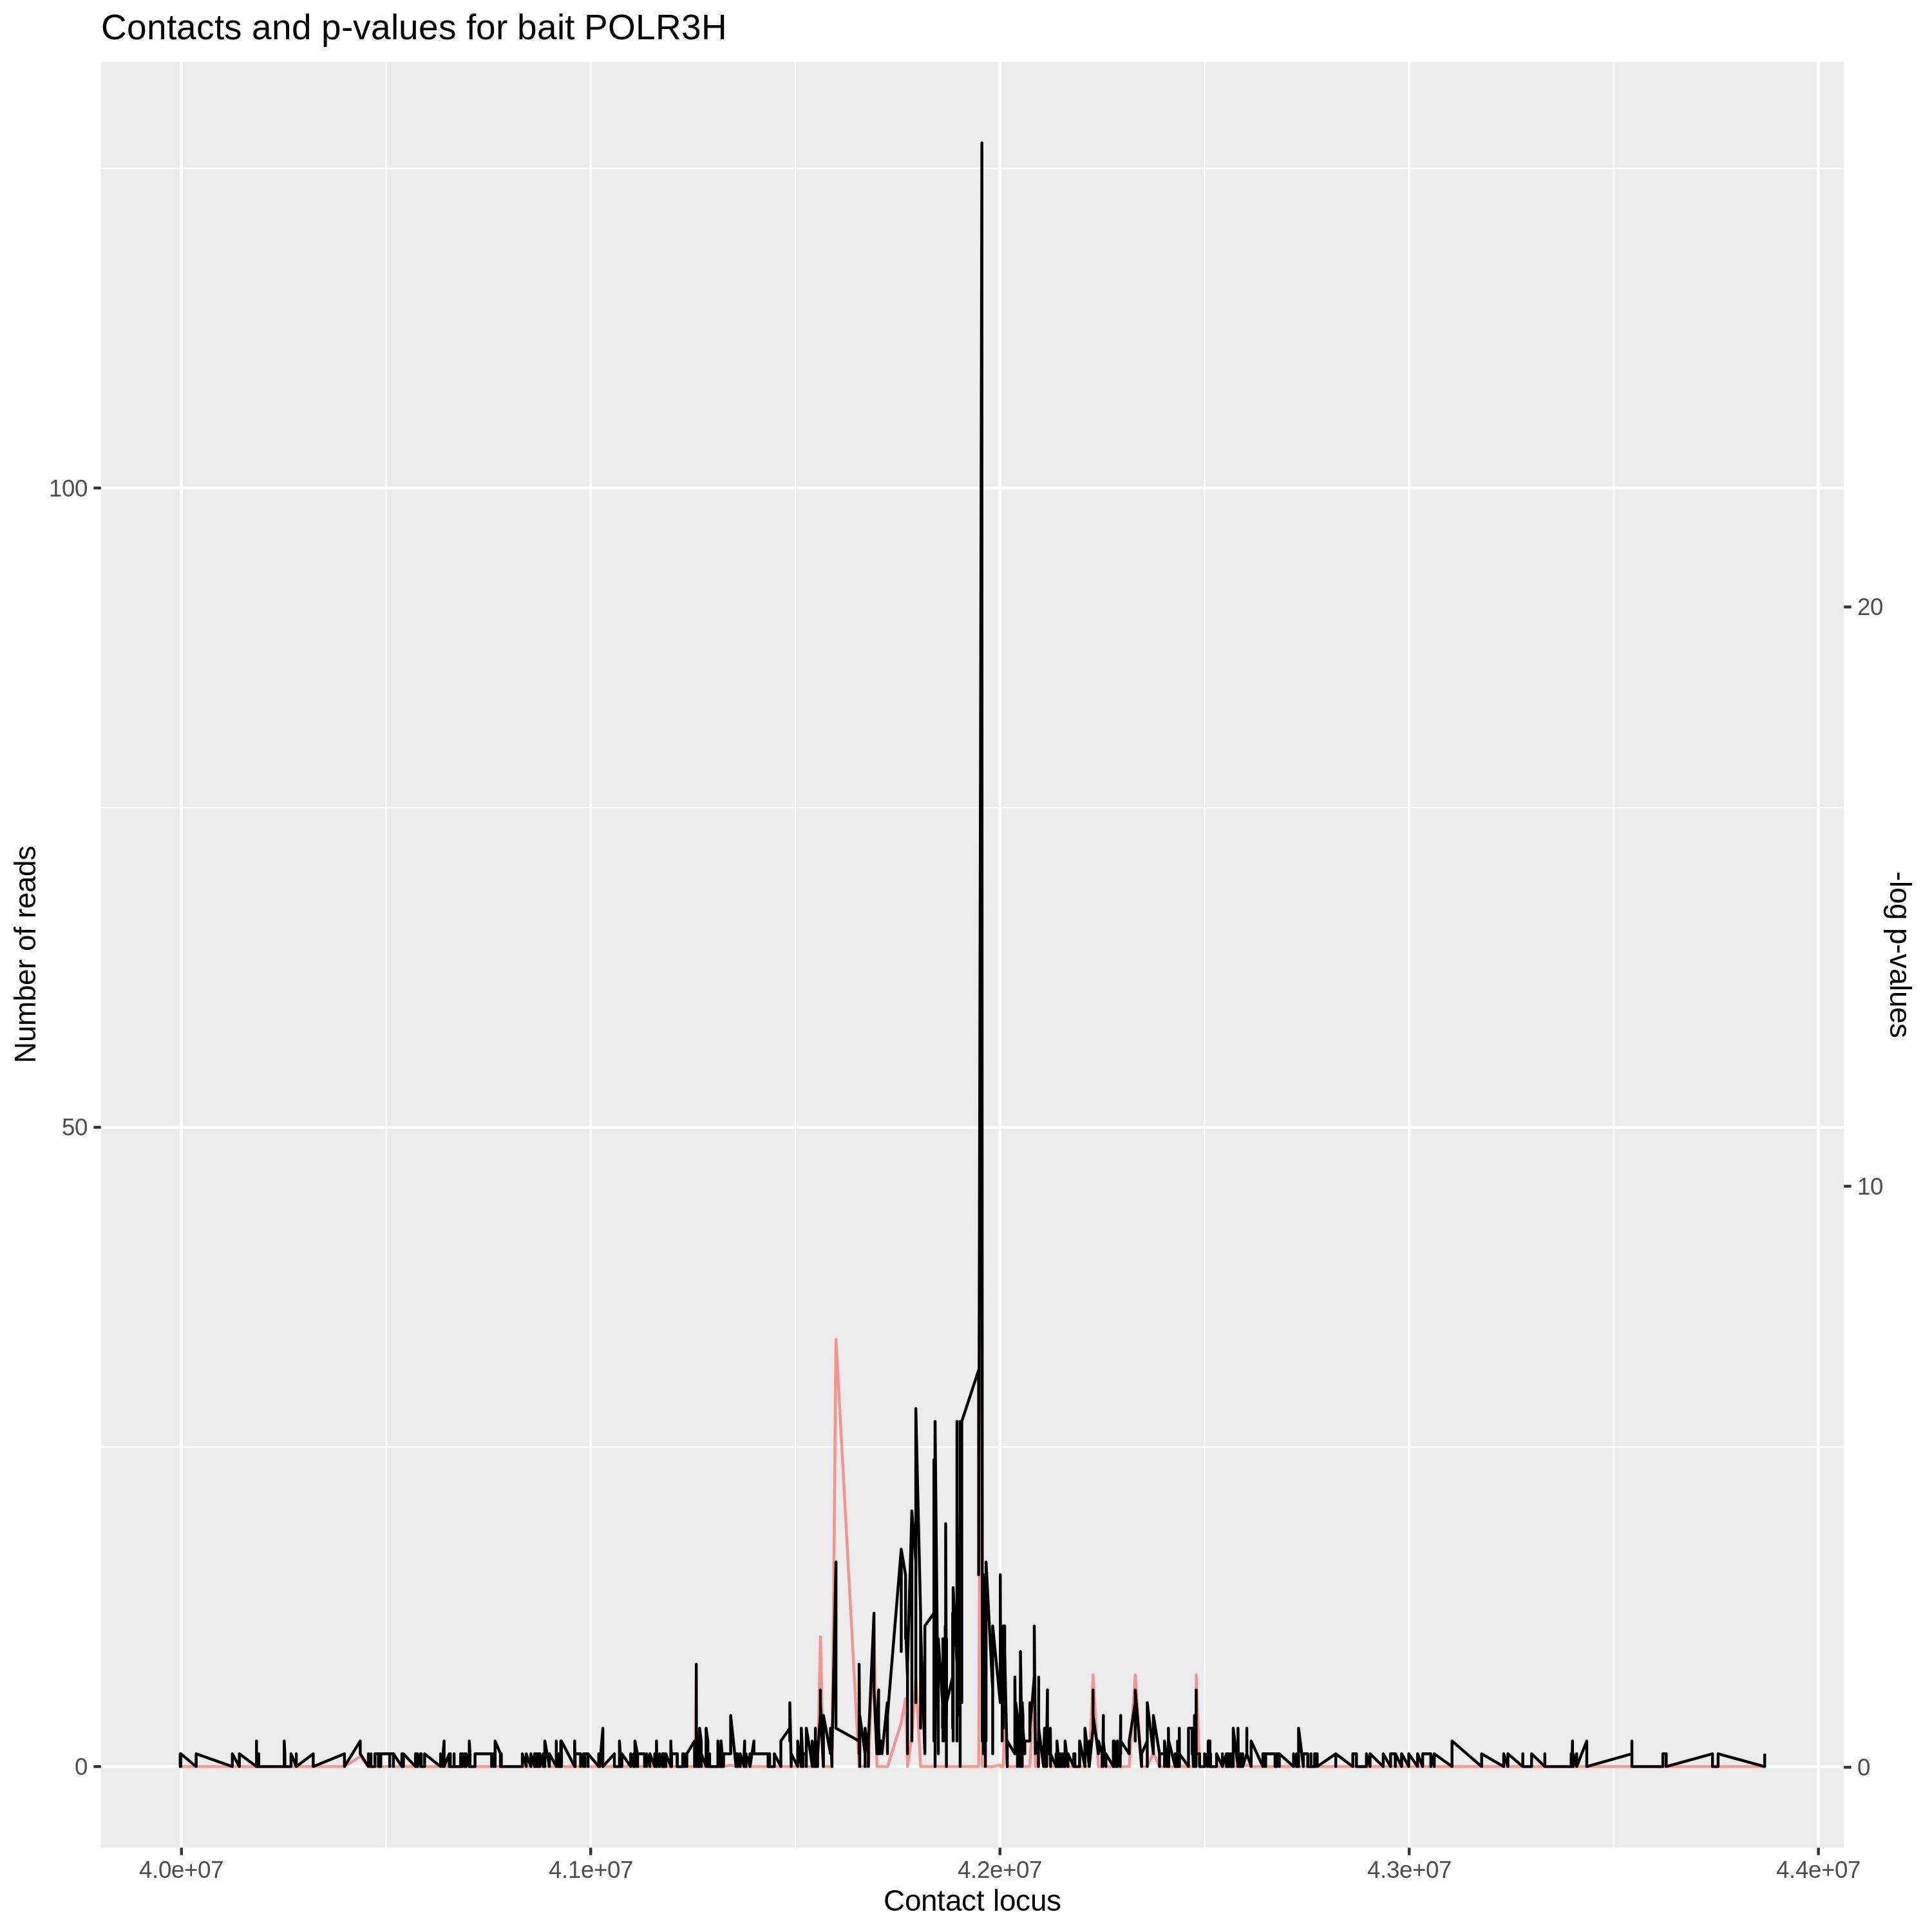 Contacts and p-values for bait POLR3H
100
50
0
Number of reads
20
10
0
-log p-values
4.0e+07
4.1e+07
4.2e+07
4.3e+07
4.4e+07
Contact locus